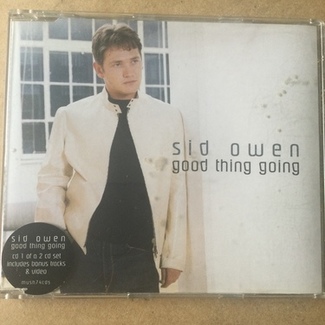 sid owen
good thing going
sid owen
good thing going
cd 1 of a 2 cd set
includes bonus tracks
& video